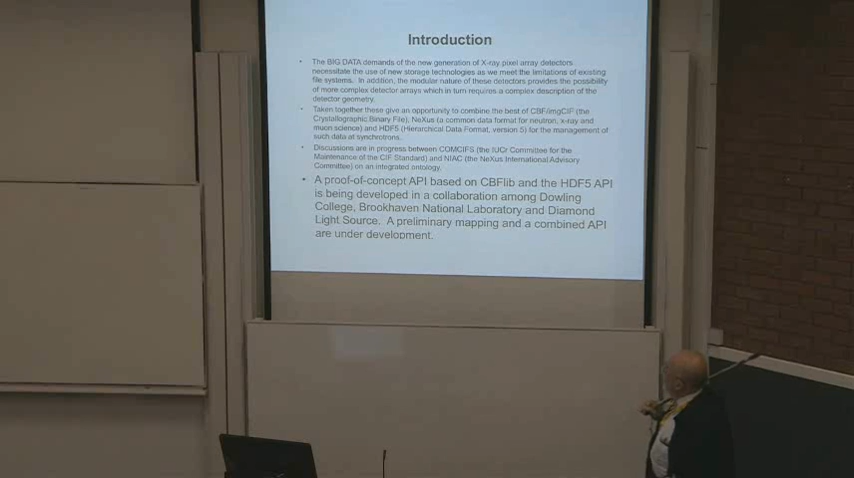 Introduction
• The BIG DATA demands of the new generation of X-ray pixel array detectors
necessitate the use of new storage technologies as we meet the limitations of existing
file systems. In addition, the modular nature of these detectors provides the possibility
of more complex detector arrays which in turn requires a complex description of the
detector geometry.
• Taken together these give an opportunity to combine the best of CBF/imgCIF (the
Crystallographic Binary File), NeXus (a common data format for neutron, x-ray and
muon science) and HDF5 (Hierarchical Data Format, version 5) for the management of
such data at synchrotrons.
• Discussions are in progress between COMCIFS (the IUCr Committee for the
Maintenance of the CIF Standard) and NIAC (the NeXus International Advisory
Committee) on an integrated ontology.
• A proof-of-concept API based on CBFlib and the HDF5 API
is being developed in a collaboration among Dowling
College, Brookhaven National Laboratory and Diamond
Light Source. A preliminary mapping and a combined API
are under development.